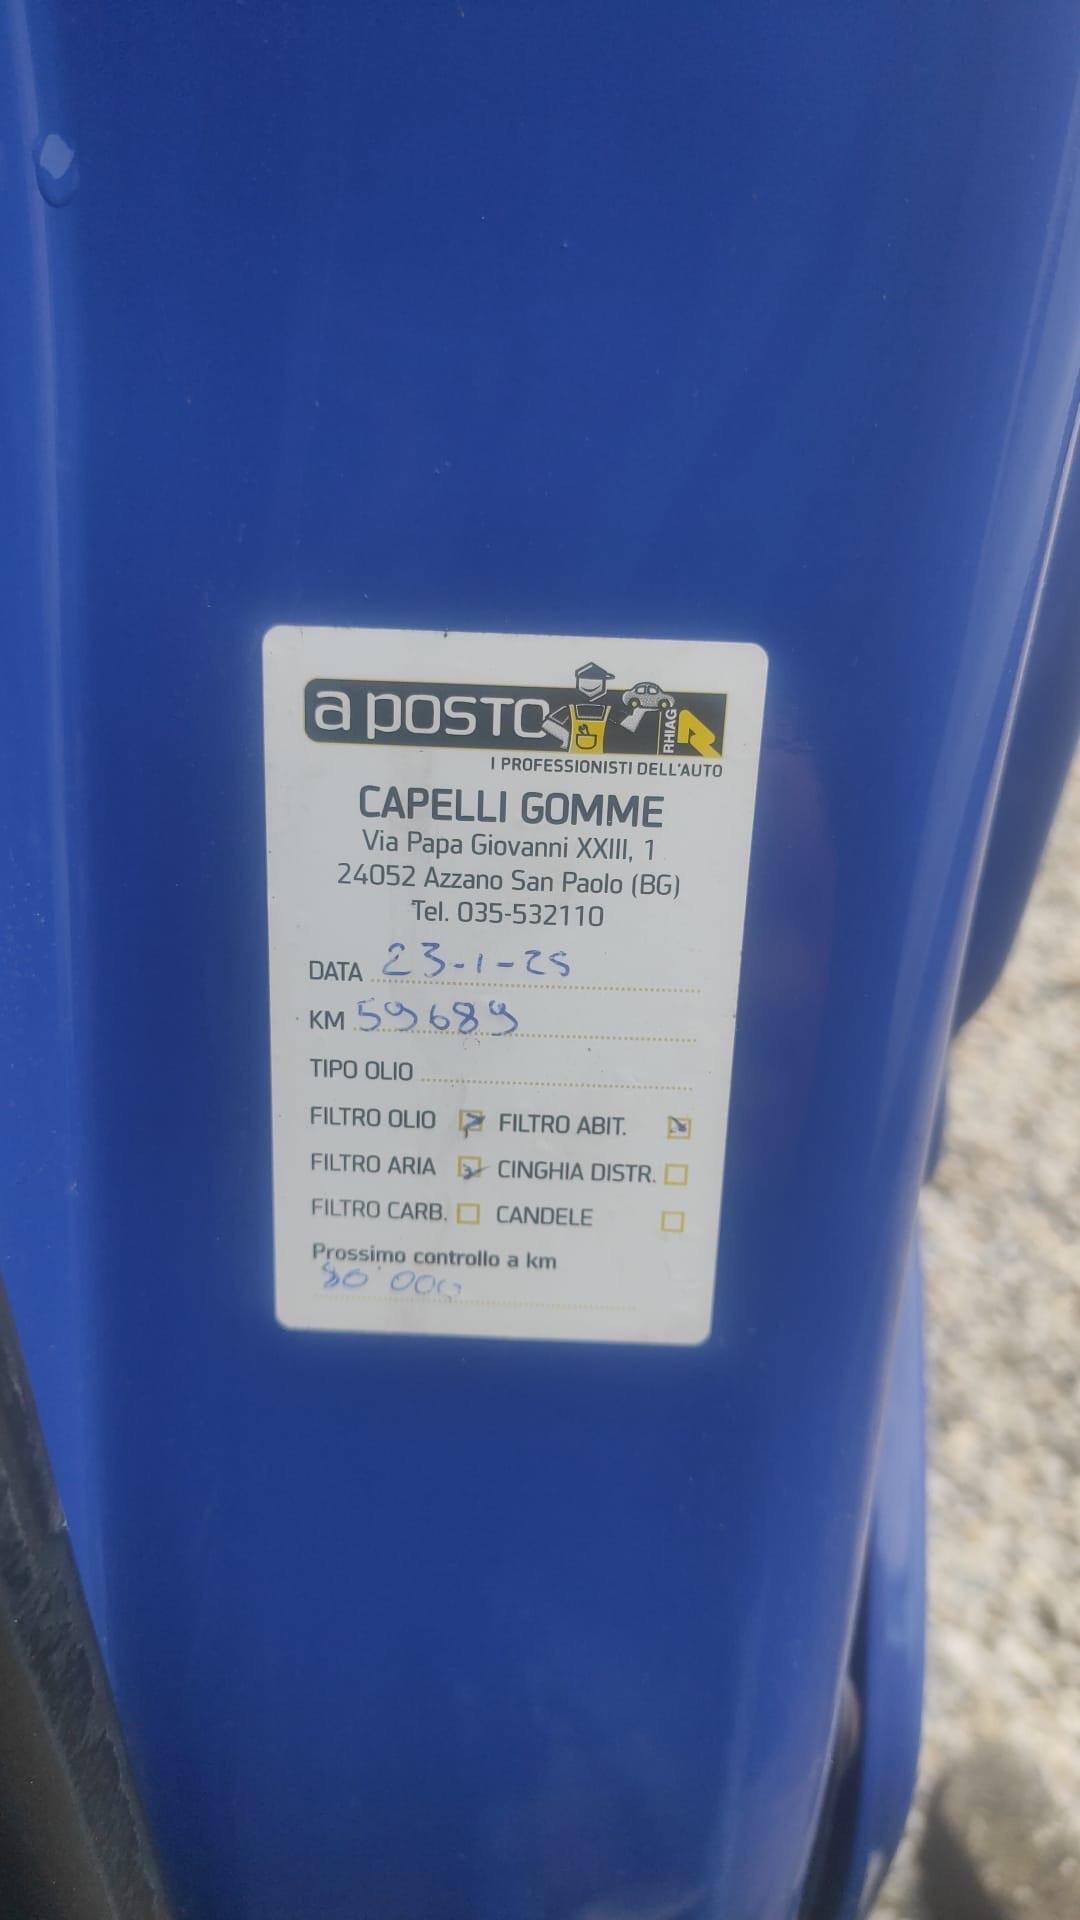 a posto
RHIAG
I PROFESSIONISTI DELL'AUTO
CAPELLI GOMME
Via Papa Giovanni XXIII, 1
24052 Azzano San Paolo (BG)
Tel. 035-532110
DATA 23-1-25
KM 59689
TIPO OLIO
FILTRO OLIO FILTRO ABIT.
FILTRO ARIA CINGHIA DISTR.
FILTRO CARB. CANDELE
Prossimo controllo a km
80'000